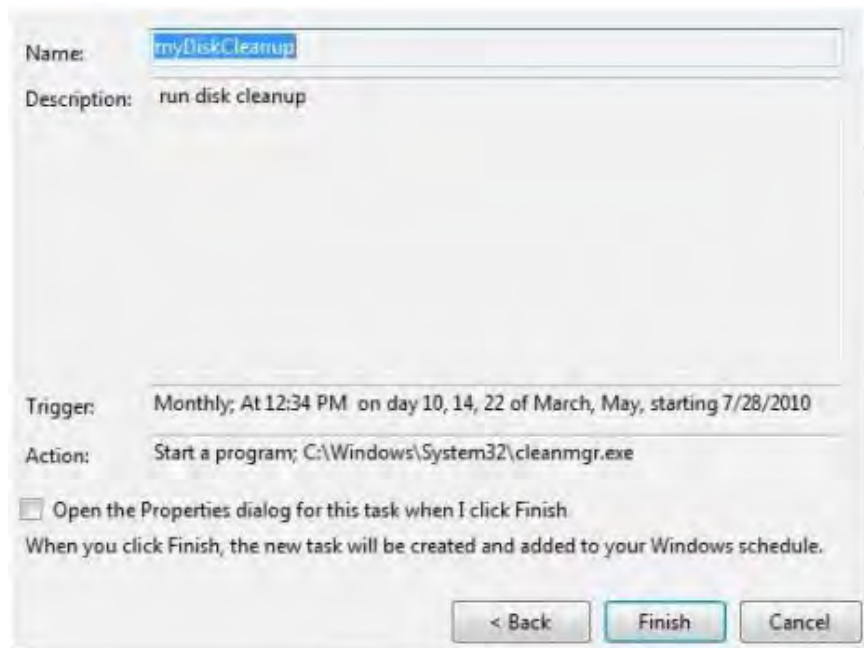 Name: myDiskCleanup
Description: run disk cleanup
Trigger: Monthly; At 12:34 PM on day 10, 14, 22 of March, May, starting 7/28/2010
Action: Start a program; C:\Windows\System32\cleanmgr.exe
Open the Properties dialog for this task when I click Finish
When you click Finish, the new task will be created and added to your Windows schedule.
< Back Finish Cancel